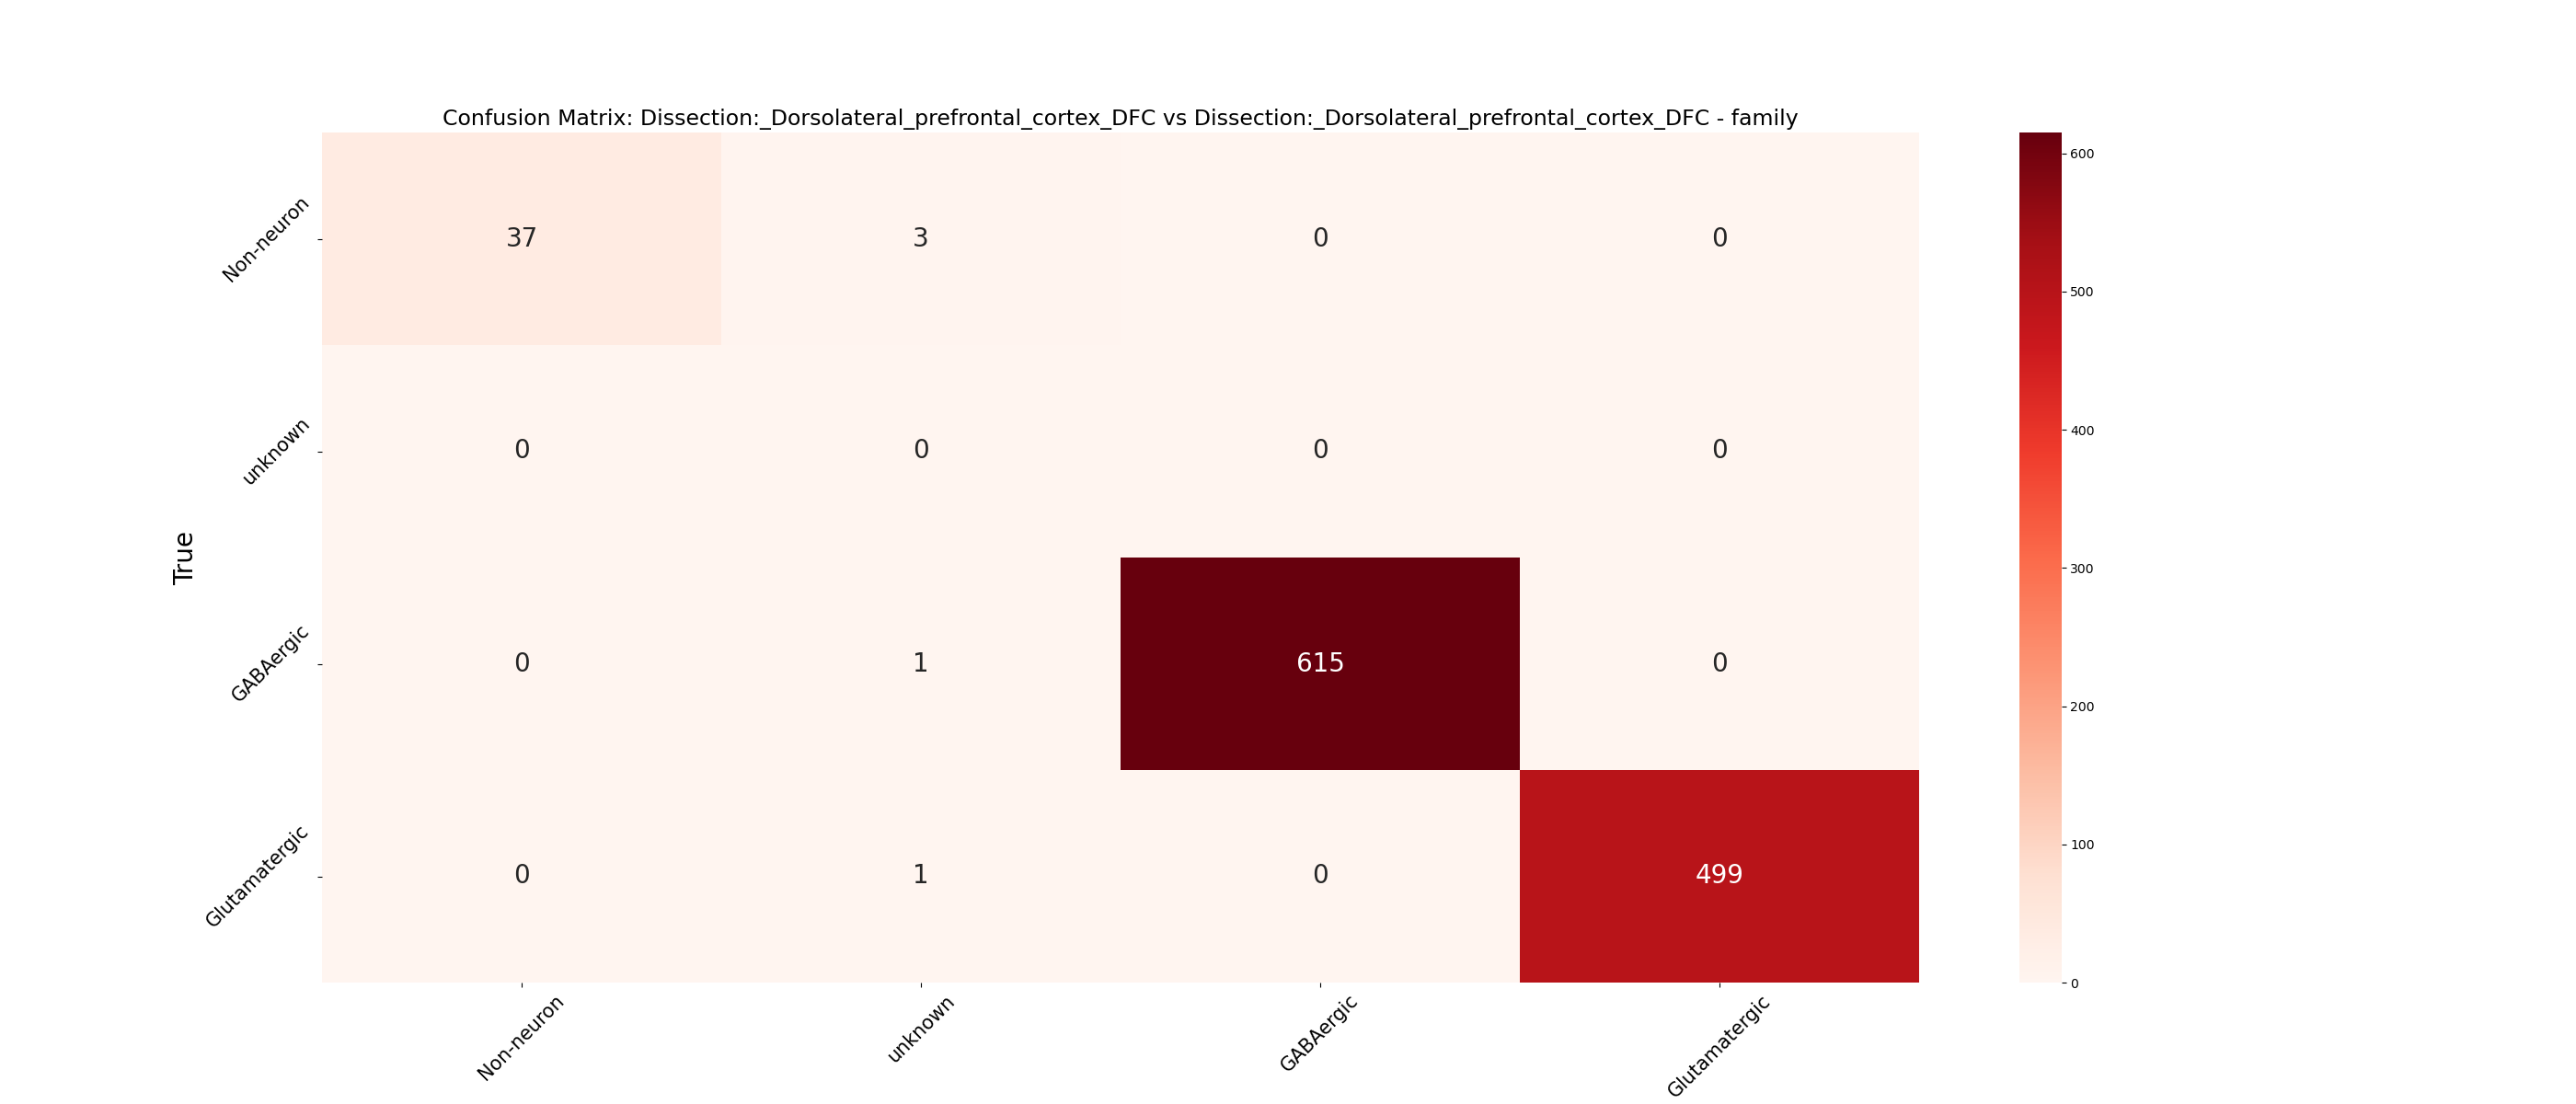 Confusion Matrix: Dissection:_Dorsolateral_prefrontal_cortex_DFC vs Dissection:_Dorsolateral_prefrontal_cortex_DFC - family
True
Non-neuron
37 3 0 0
unknown
0 0 0 0
GABAergic
0 1 615 0
Glutamatergic
0 1 0 499
Non-neuron
unknown
GABAergic
Glutamatergic
600
500
400
300
200
100
0